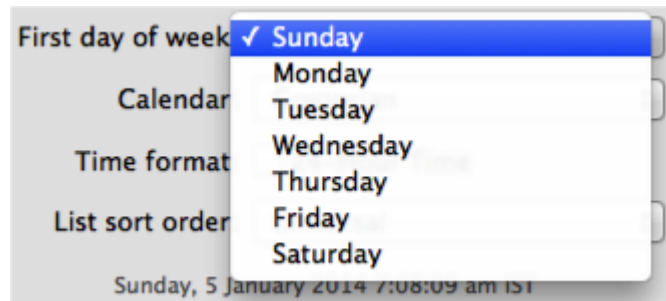 First day of week ✓ Sunday
Monday
Calendar
Tuesday
Wednesday
Time format
Thursday
List sort order
Friday
Saturday
Sunday, 5 January 2014 7:08:09 am IST